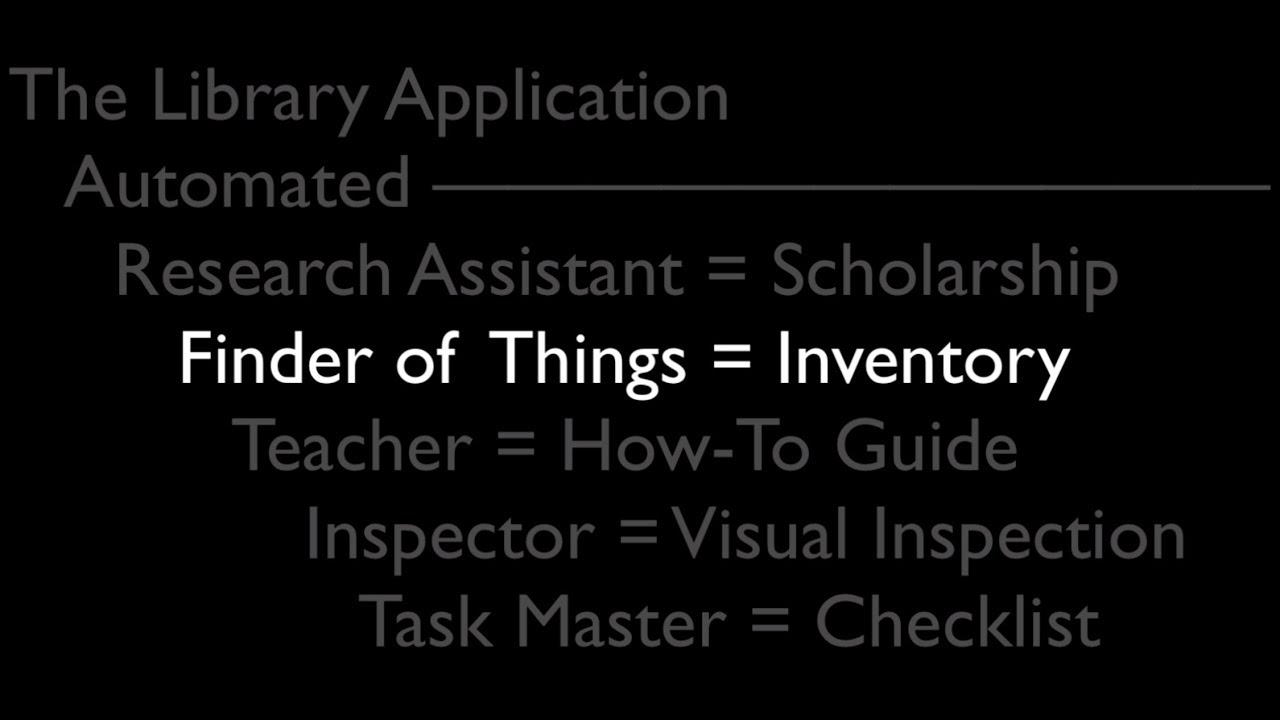 The Library Application
Automated ——————————————
Research Assistant = Scholarship
Finder of Things = Inventory
Teacher = How-To Guide
Inspector = Visual Inspection
Task Master = Checklist